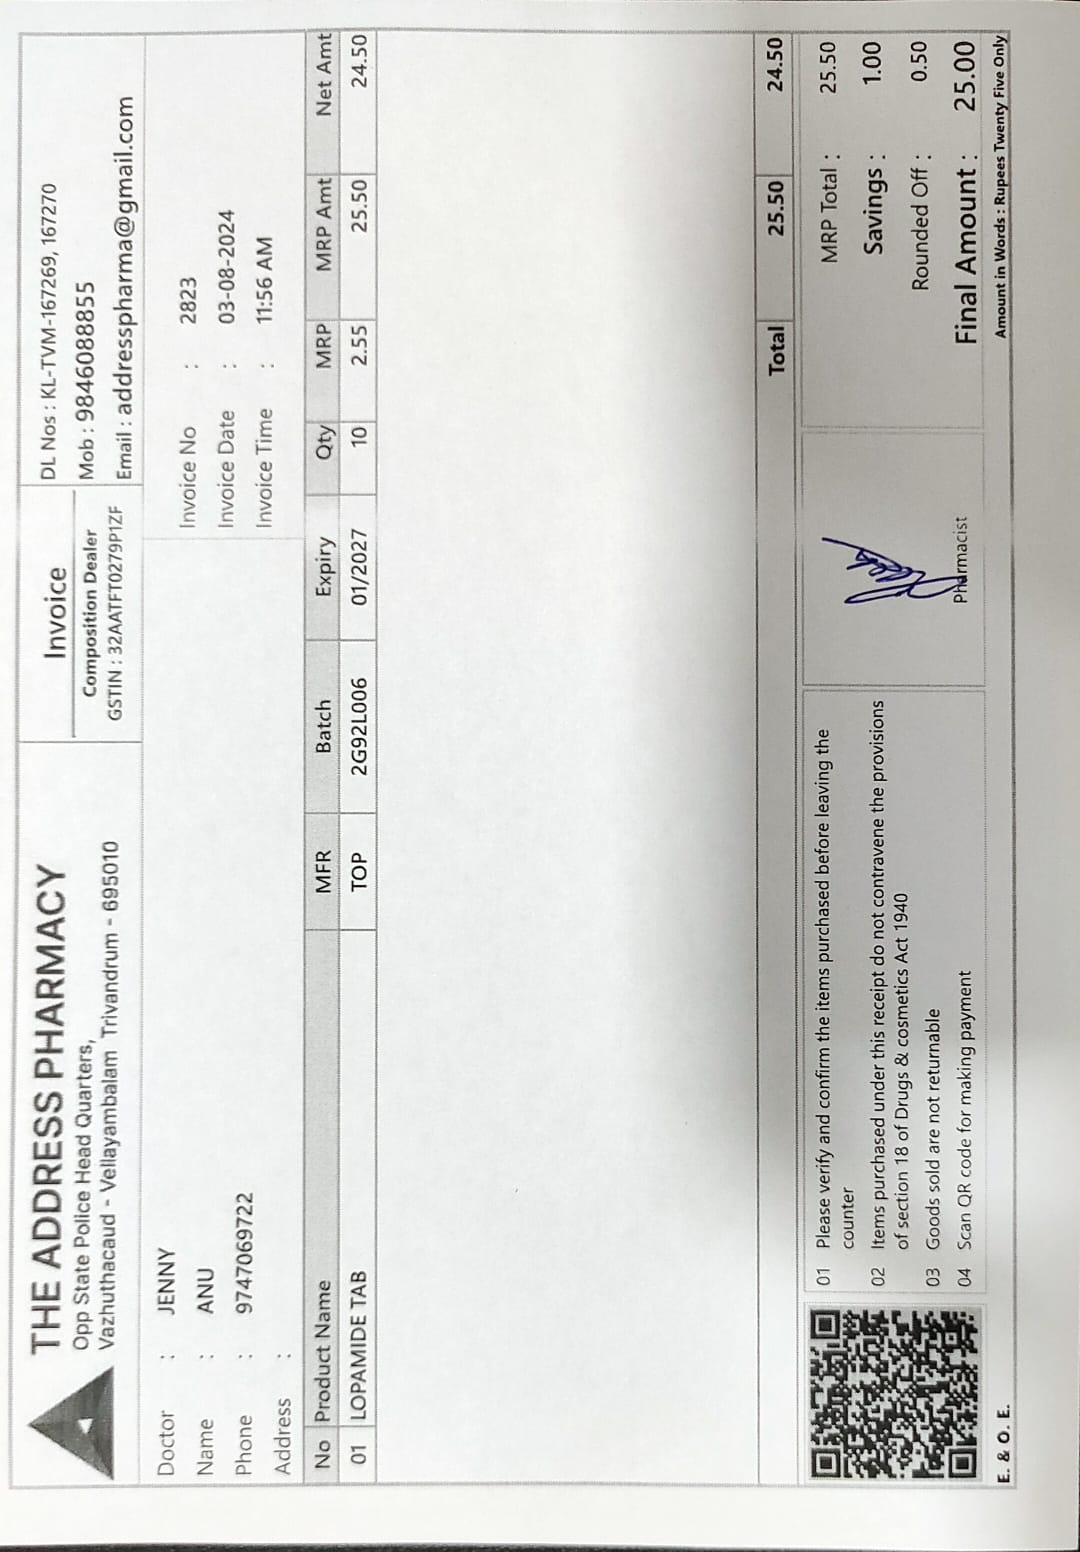 THE ADDRESS PHARMACY
Opp State Police Head Quarters,
Vazhuthacaud - Vellayambalam Trivandrum - 695010
Invoice
Composition Dealer
GSTIN : 32AATFT0279P1ZF
DL Nos : KL-TVM-167269, 167270
Mob : 9846088855
Email : addresspharma@gmail.com
Doctor : JENNY
Name : ANU
Phone : 9747069722
Address :
Invoice No : 2823
Invoice Date : 03-08-2024
Invoice Time : 11:56 AM
No Product Name MFR Batch Expiry Qty MRP MRP Amt Net Amt
01 LOPAMIDE TAB TOP 2G92L006 01/2027 10 2.55 25.50 24.50
Total 25.50 24.50
01 Please verify and confirm the items purchased before leaving the
counter
02 Items purchased under this receipt do not contravene the provisions
of section 18 of Drugs & cosmetics Act 1940
03 Goods sold are not returnable
04 Scan QR code for making payment
Pharmacist
MRP Total : 25.50
Savings : 1.00
Rounded Off : 0.50
Final Amount : 25.00
E. & O. E.
Amount in Words : Rupees Twenty Five Only